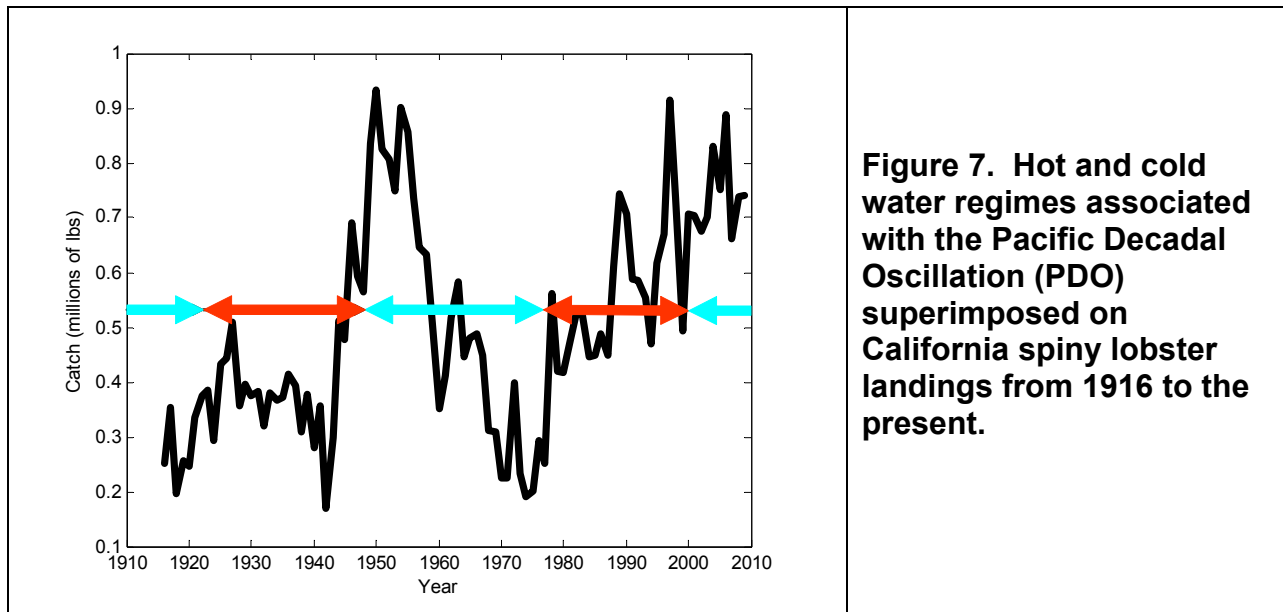 1
0.9
0.8
0.7
0.6
0.5
0.4
0.3
0.2
0.1
Catch (millions of lbs)
1910 1920 1930 1940 1950 1960 1970 1980 1990 2000 2010
Year
Figure 7.  Hot and cold
water regimes associated
with the Pacific Decadal
Oscillation (PDO)
superimposed on
California spiny lobster
landings from 1916 to the
present.